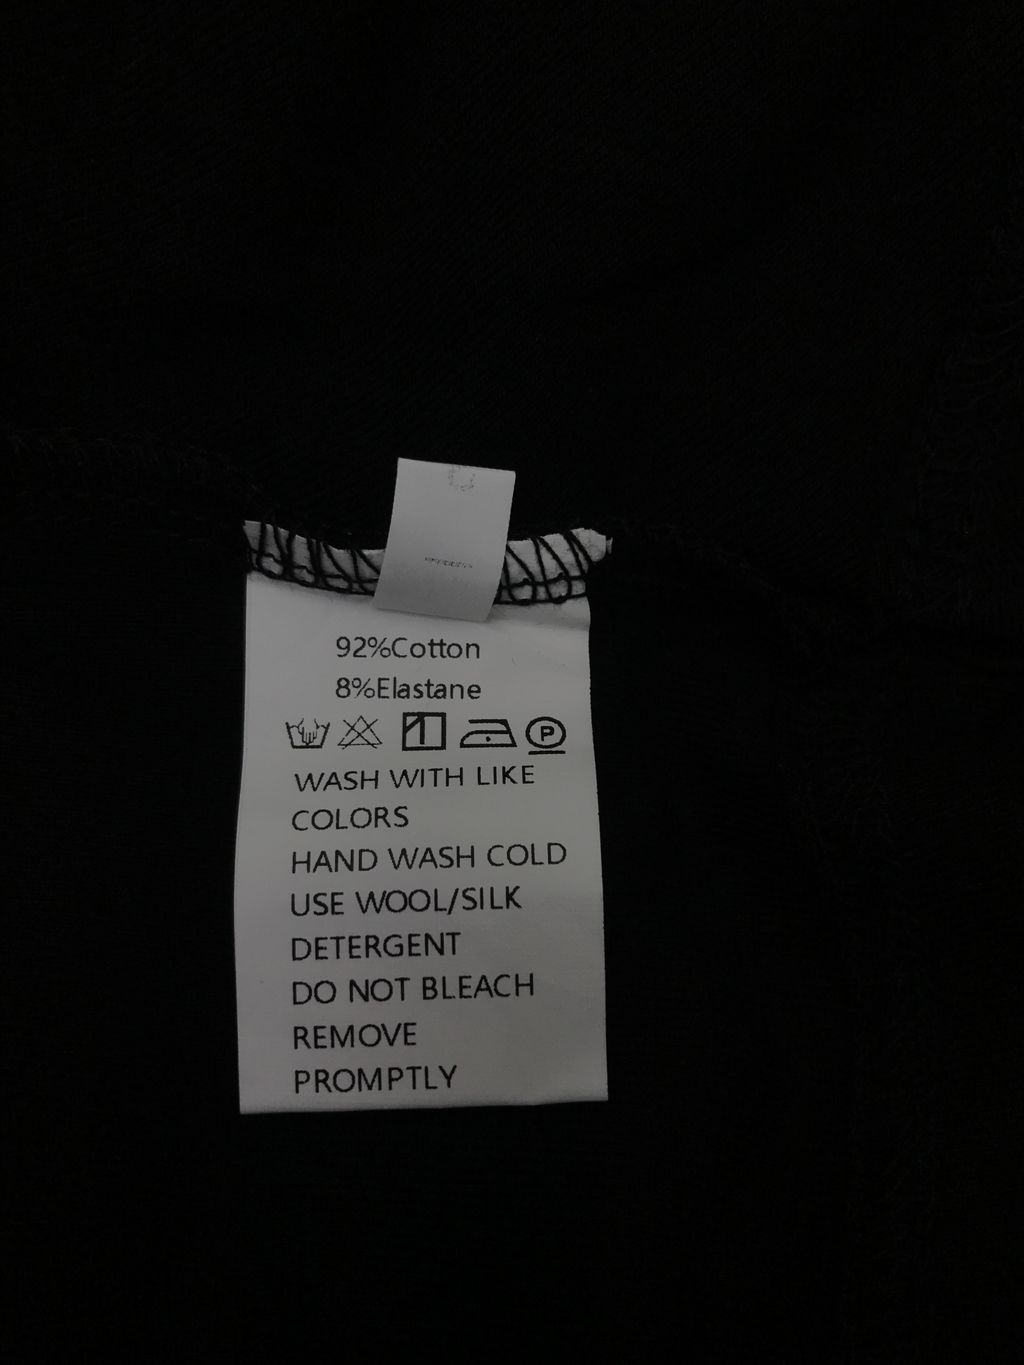 92%Cotton
8%Elastane
P
WASH WITH LIKE
COLORS
HAND WASH COLD
USE WOOL/SILK
DETERGENT
DO NOT BLEACH
REMOVE
PROMPTLY